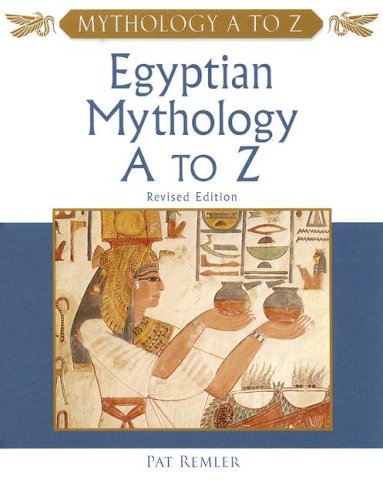 MYTHOLOGY A TO Z
Egyptian
Mythology
A TO Z
Revised Edition
PAT REMLER